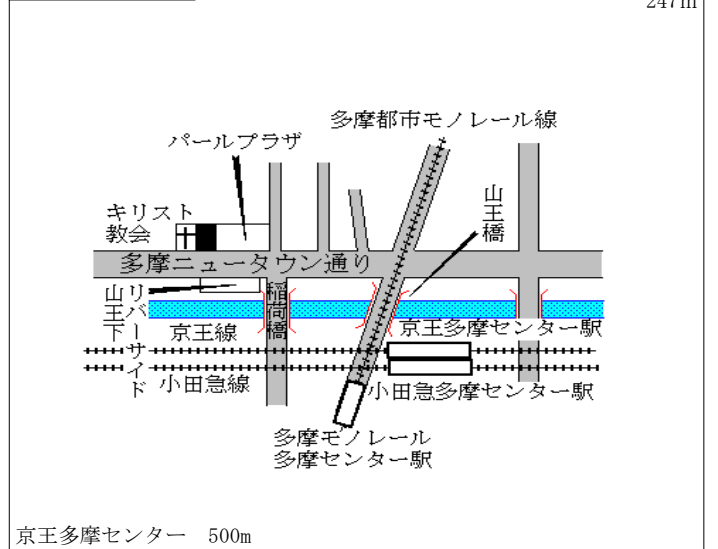 247m
多摩都市モノレール線
パールプラザ
山王橋
キリスト
教会
多摩ニュータウン通り
リバーサイド
山王下
稲荷橋
京王線
京王多摩センター駅
小田急線
小田急多摩センター駅
多摩モノレール
多摩センター駅
京王多摩センター　500m